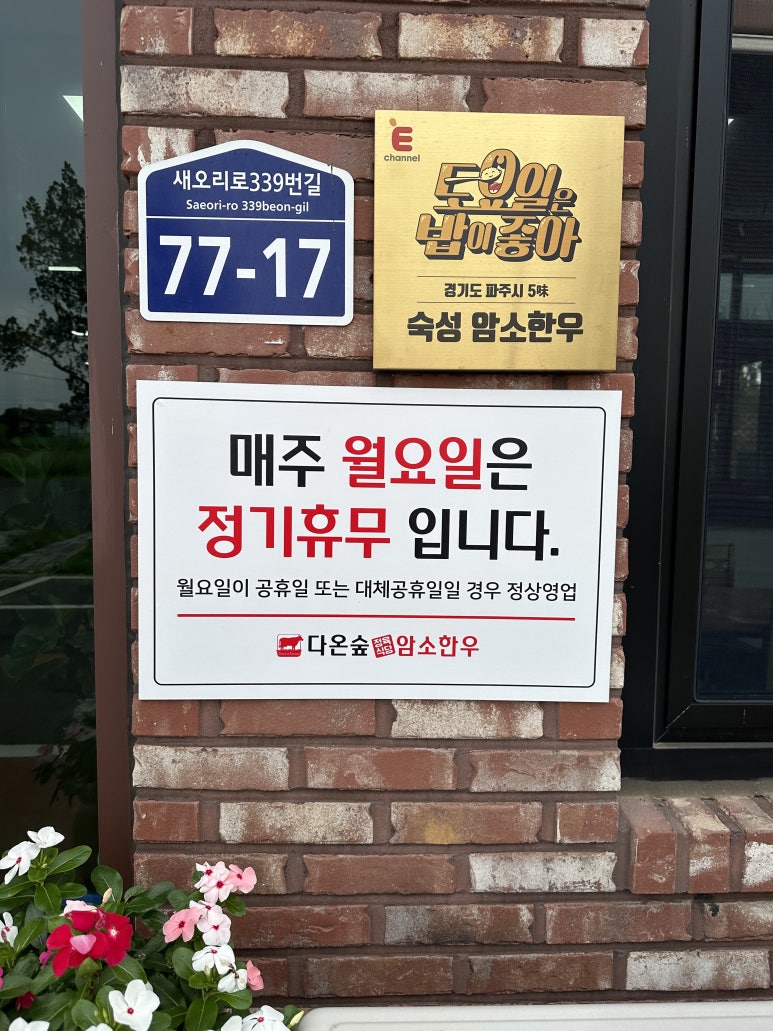 새오리로339번길
Saeori-ro 339beon-gil
77-17
E
channel
토요일은
밥이 좋아
경기도 파주시 5味
숙성 암소한우
매주 월요일은
정기휴무 입니다.
월요일이 공휴일 또는 대체공휴일일 경우 정상영업
다온숲 정육식당 암소한우